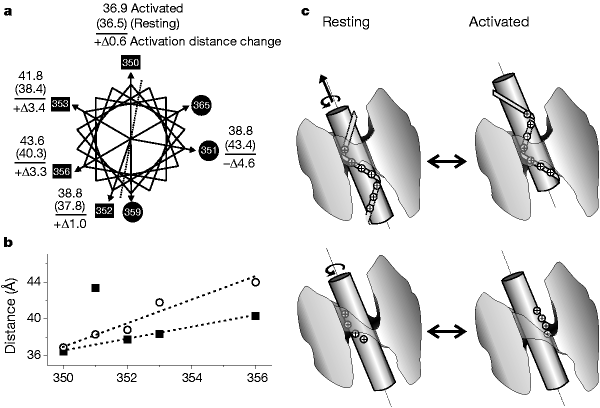 a
36.9 Activated
(36.5) (Resting)
+Δ0.6 Activation distance change
350
365
351
38.8
(43.4)
−Δ4.6
359
352
38.8
(37.8)
+Δ1.0
356
43.6
(40.3)
+Δ3.3
353
41.8
(38.4)
+Δ3.4
b
Distance (Å)
44
40
36
350 352 354 356
c
Resting Activated